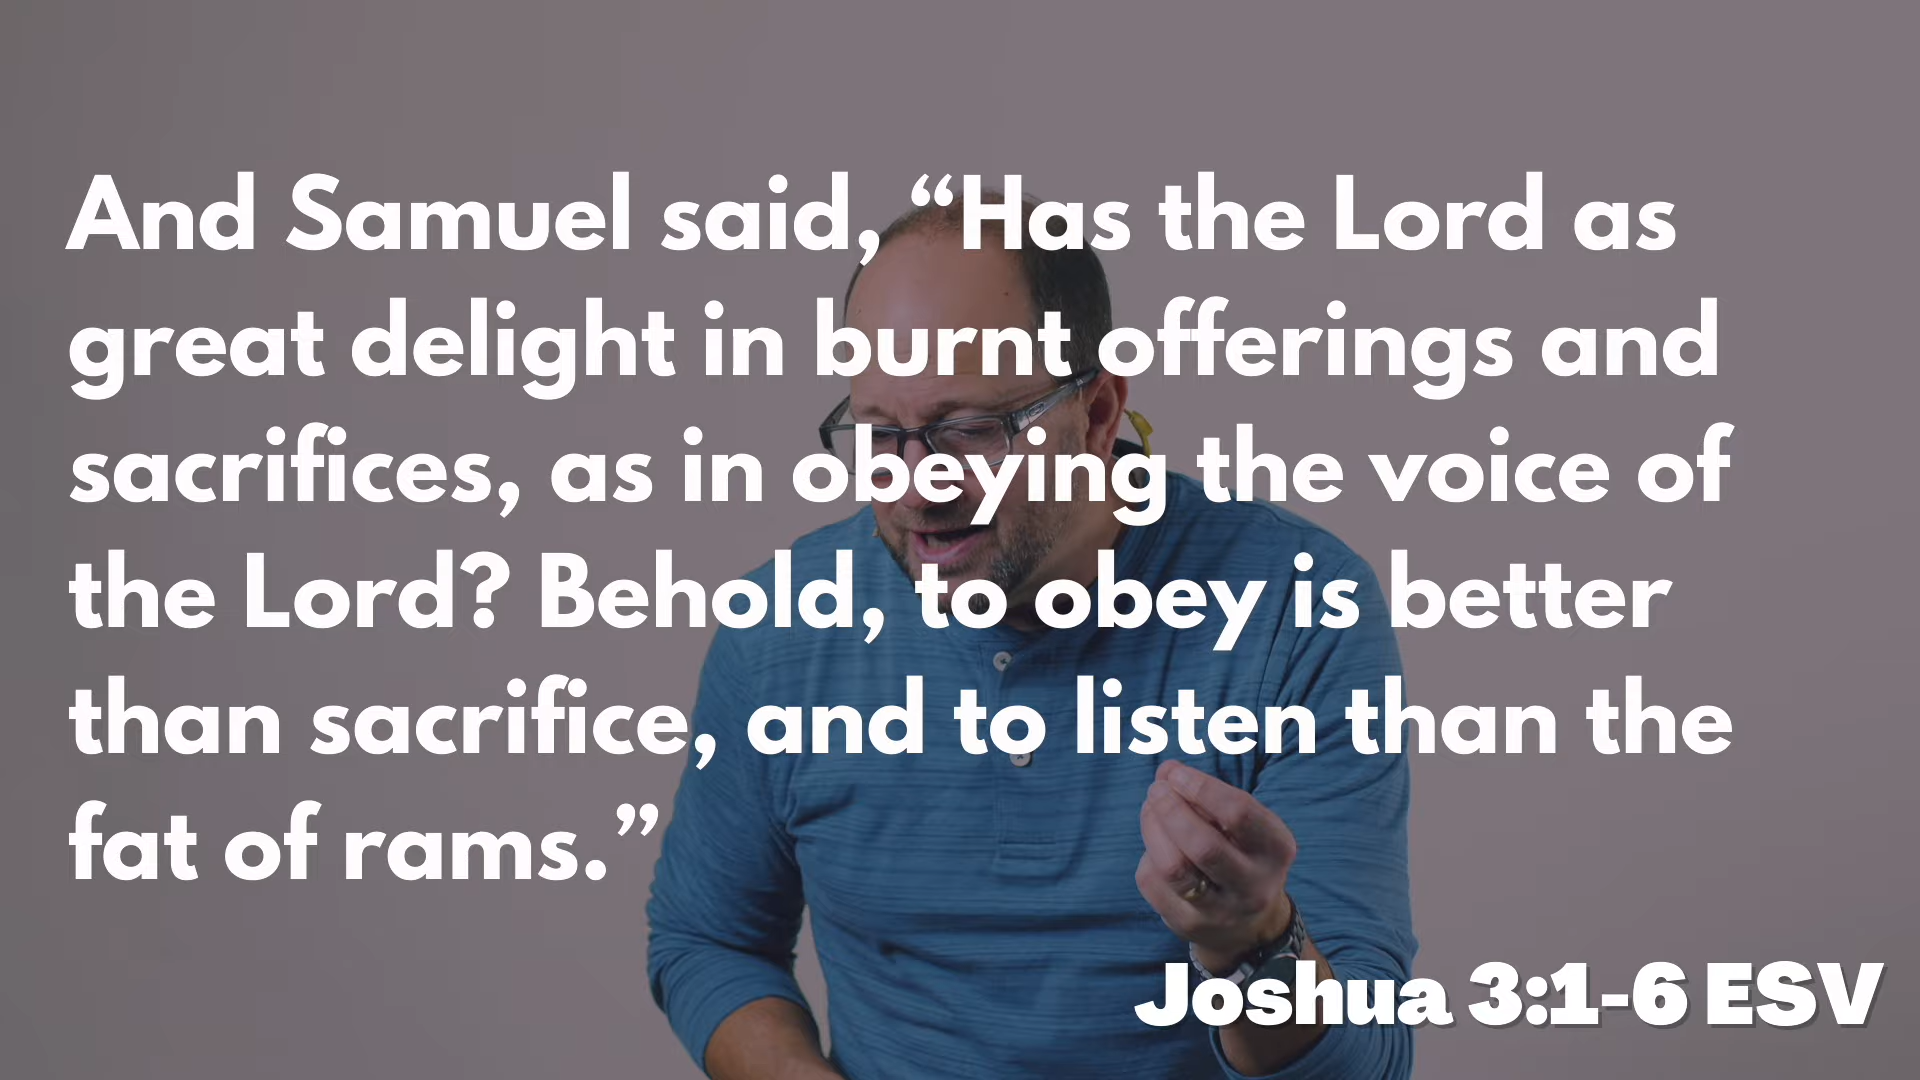 And Samuel said, “Has the Lord as
great delight in burnt offerings and
sacrifices, as in obeying the voice of
the Lord? Behold, to obey is better
than sacrifice, and to listen than the
fat of rams.”
Joshua 3:1-6 ESV